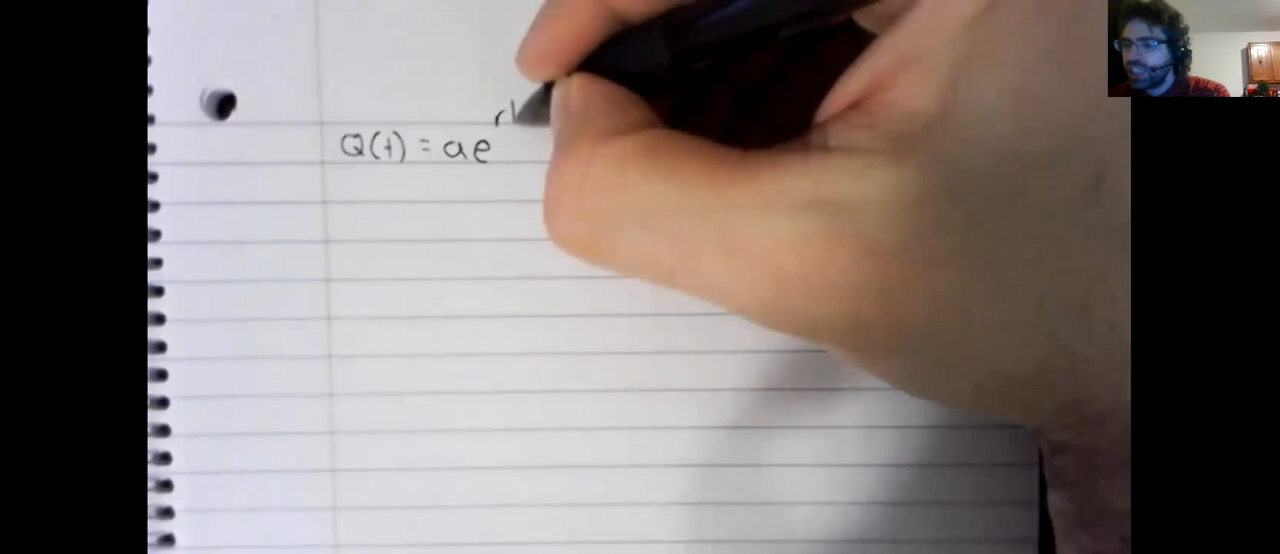 Q(t) = ae^r